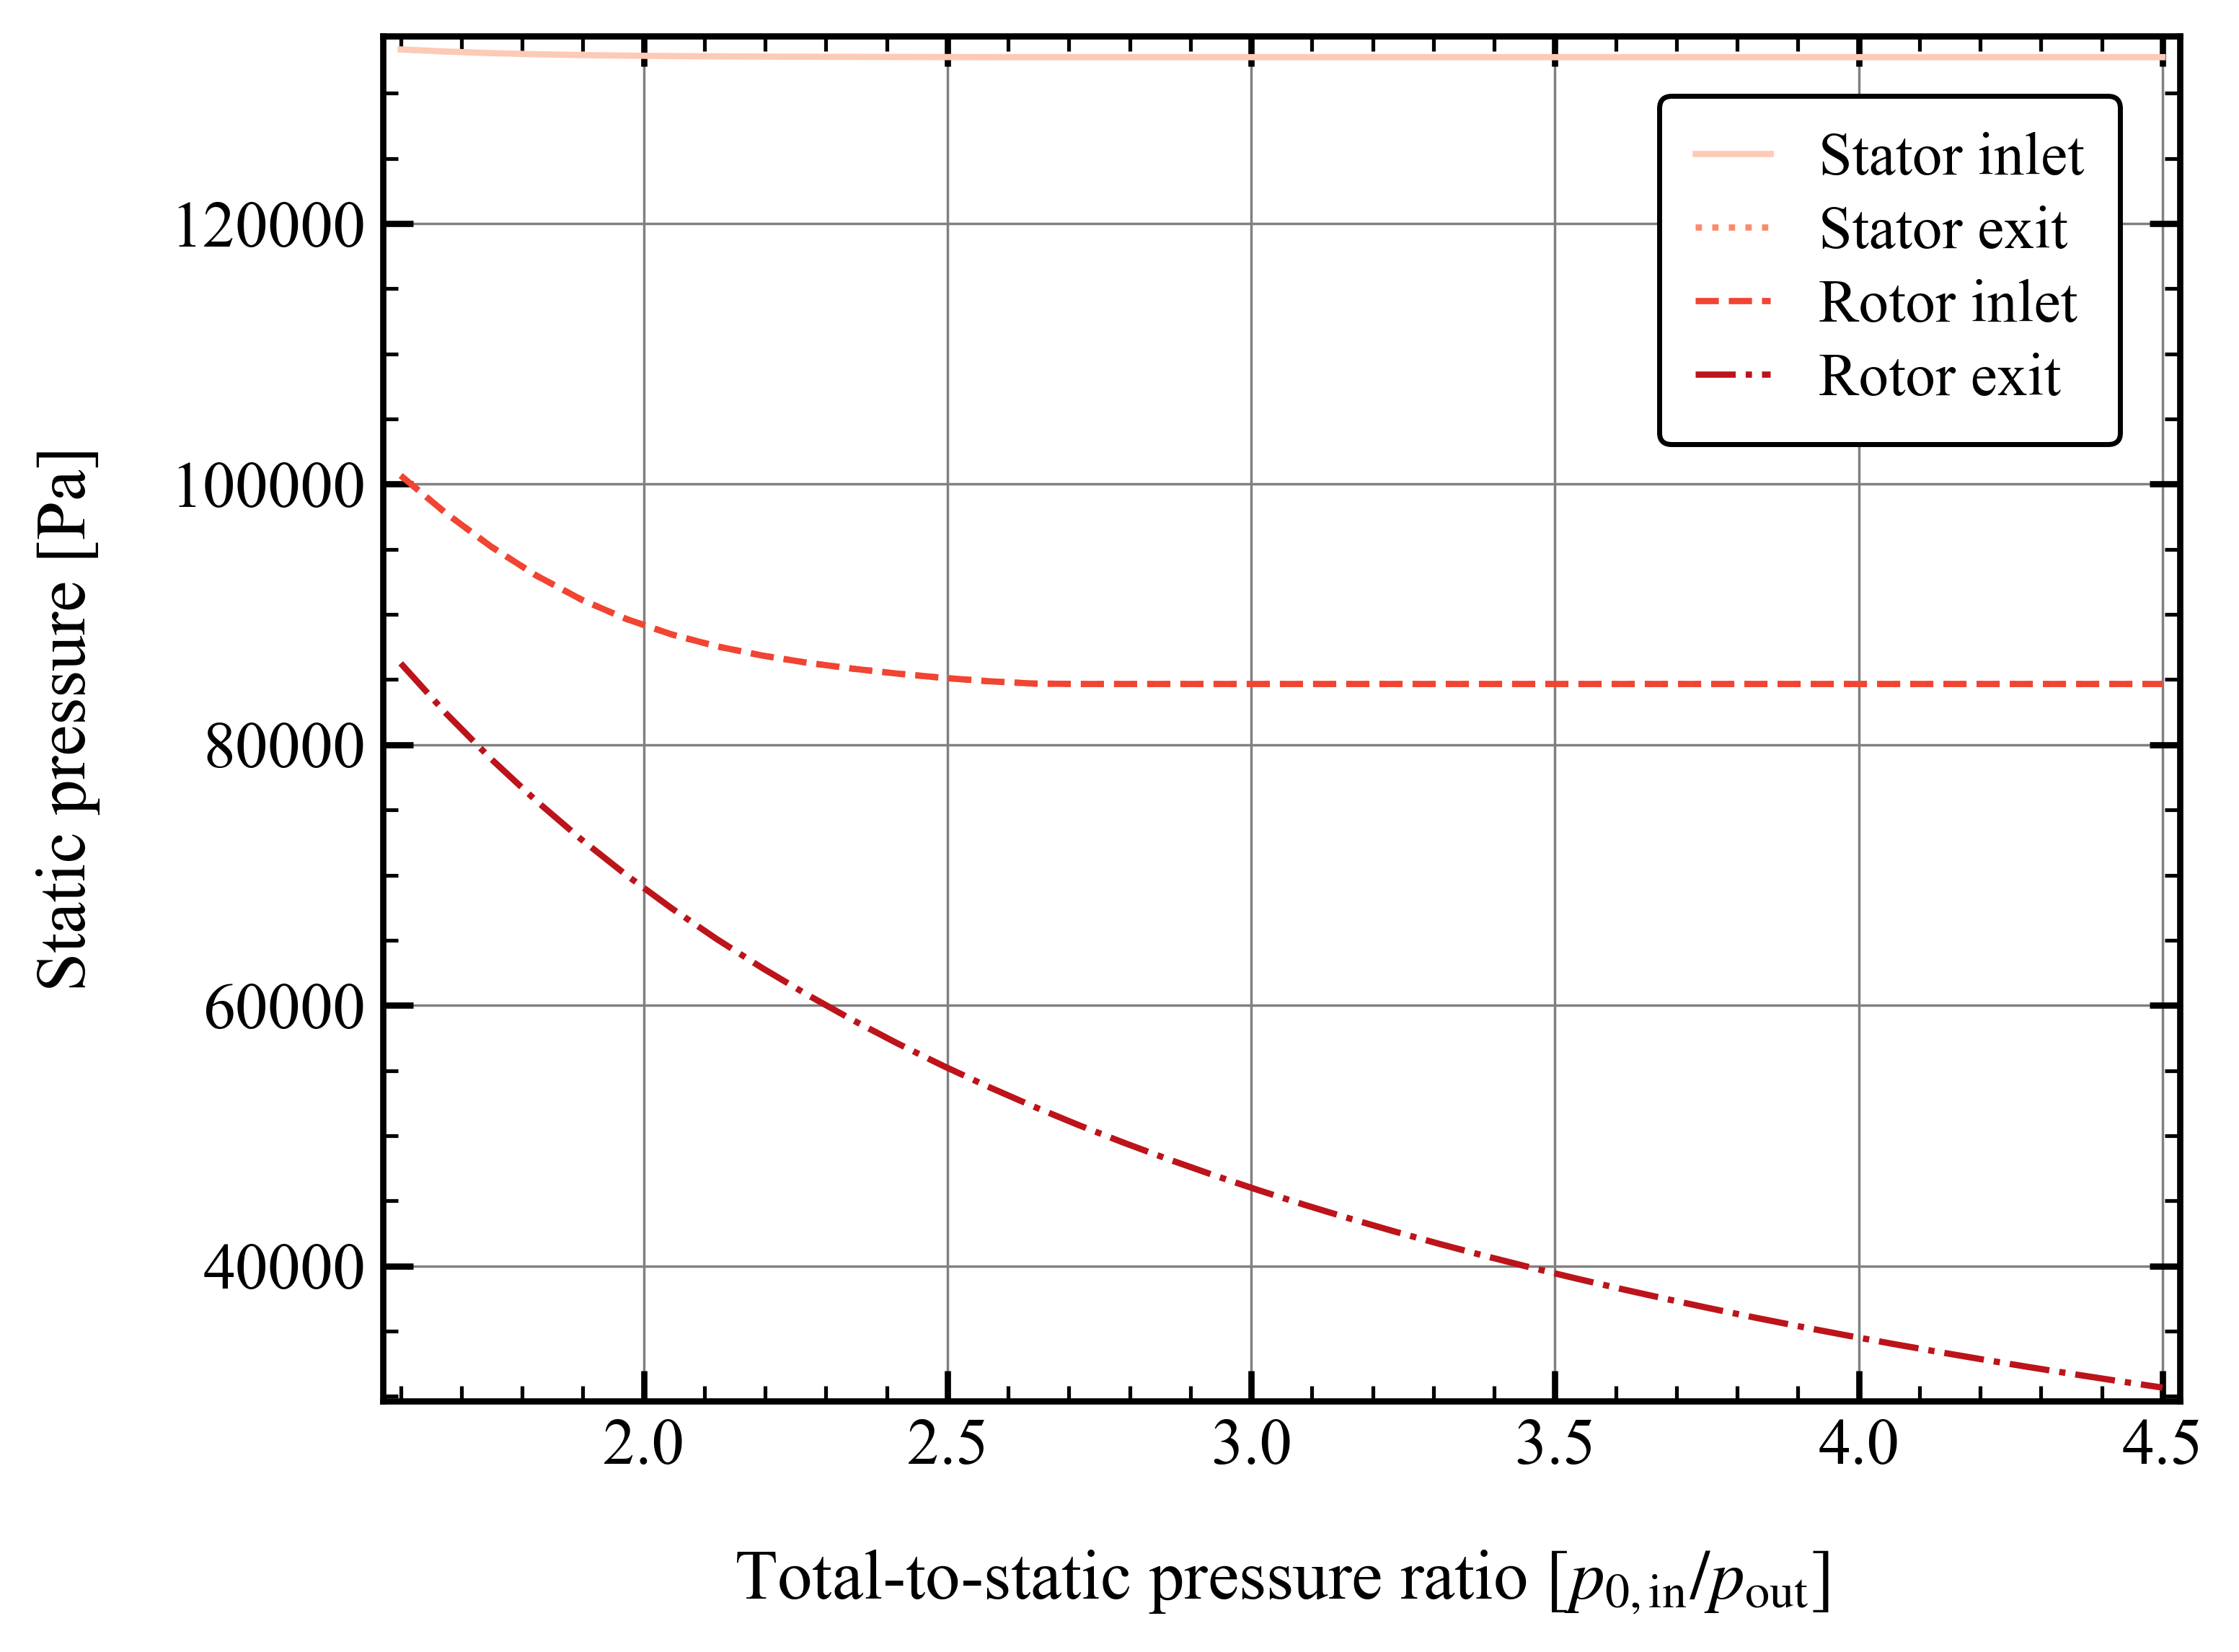 Static pressure [Pa]
120000
100000
80000
60000
40000
Stator inlet
Stator exit
Rotor inlet
Rotor exit
2.0 2.5 3.0 3.5 4.0 4.5
Total-to-static pressure ratio [p0, in/pout]